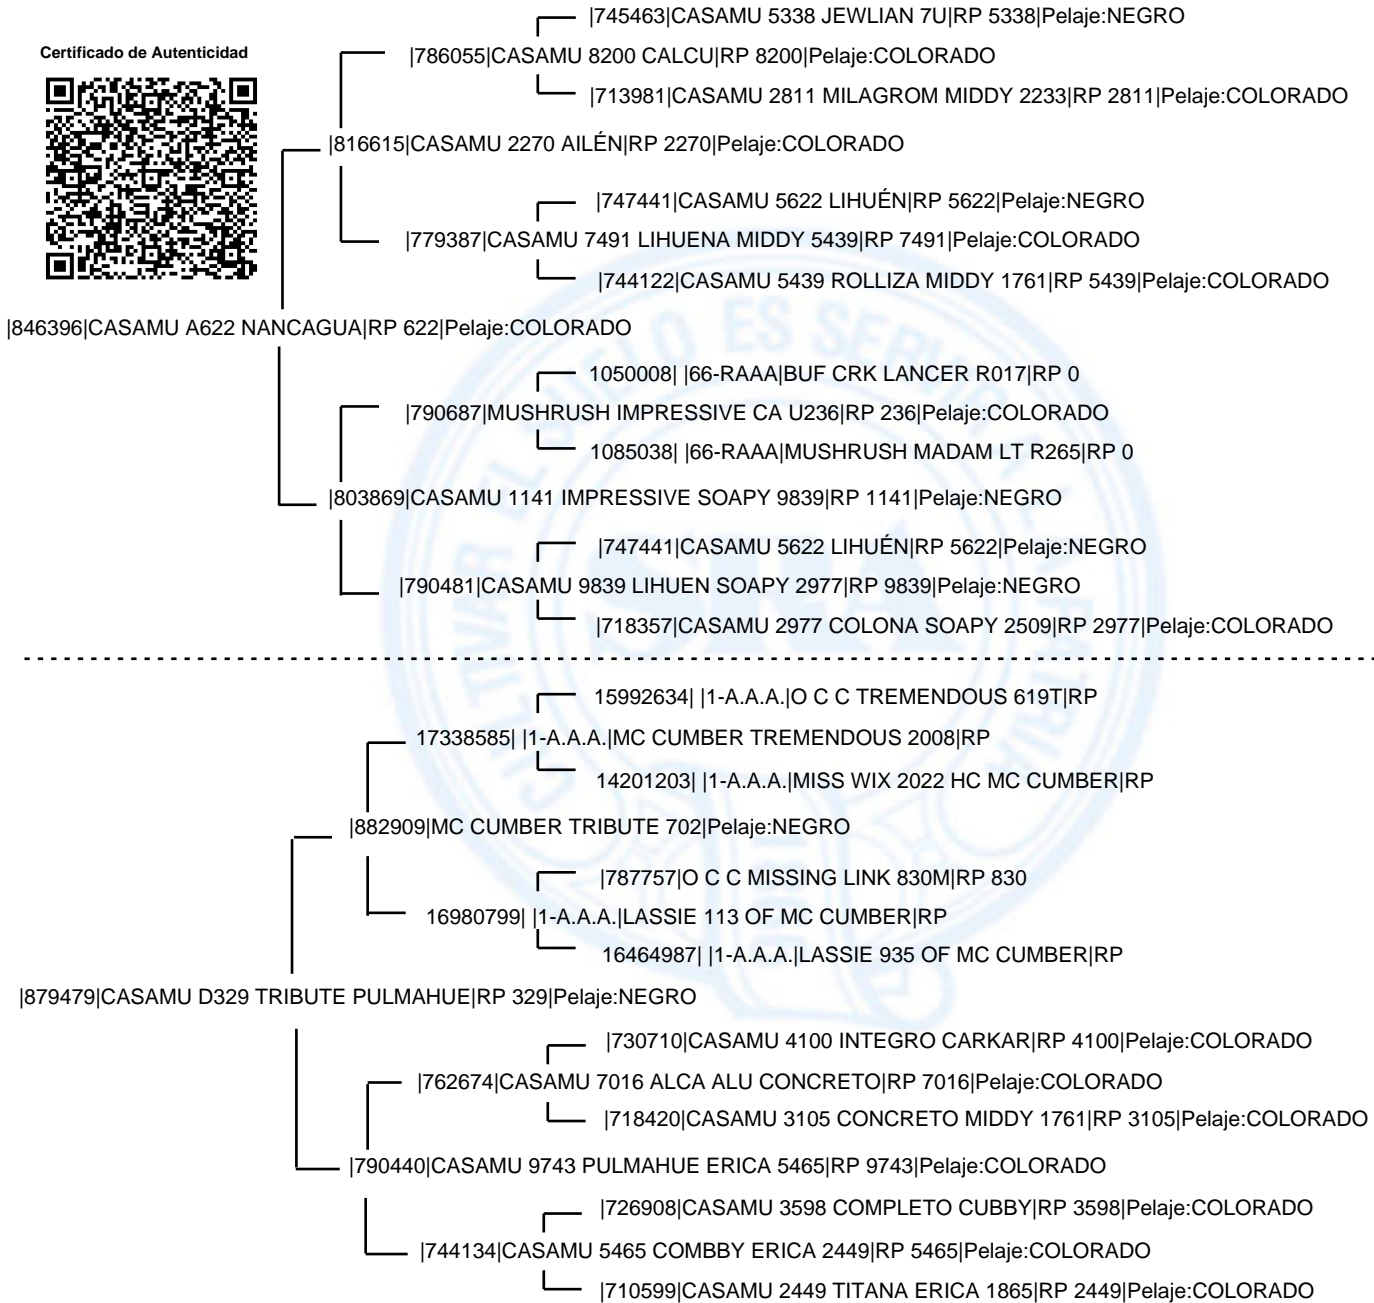 |745463|CASAMU 5338 JEWLIAN 7U|RP 5338|Pelaje:NEGRO
Certificado de Autenticidad
|786055|CASAMU 8200 CALCU|RP 8200|Pelaje:COLORADO
|713981|CASAMU 2811 MILAGROM MIDDY 2233|RP 2811|Pelaje:COLORADO
|816615|CASAMU 2270 AILÉN|RP 2270|Pelaje:COLORADO
|747441|CASAMU 5622 LIHUÉN|RP 5622|Pelaje:NEGRO
|779387|CASAMU 7491 LIHUENA MIDDY 5439|RP 7491|Pelaje:COLORADO
|744122|CASAMU 5439 ROLLIZA MIDDY 1761|RP 5439|Pelaje:COLORADO
|846396|CASAMU A622 NANCAGUA|RP 622|Pelaje:COLORADO
1050008| |66-RAAA|BUF CRK LANCER R017|RP 0
|790687|MUSHRUSH IMPRESSIVE CA U236|RP 236|Pelaje:COLORADO
1085038| |66-RAAA|MUSHRUSH MADAM LT R265|RP 0
|803869|CASAMU 1141 IMPRESSIVE SOAPY 9839|RP 1141|Pelaje:NEGRO
|747441|CASAMU 5622 LIHUÉN|RP 5622|Pelaje:NEGRO
|790481|CASAMU 9839 LIHUEN SOAPY 2977|RP 9839|Pelaje:NEGRO
|718357|CASAMU 2977 COLONA SOAPY 2509|RP 2977|Pelaje:COLORADO
15992634| |1-A.A.A.|O C C TREMENDOUS 619T|RP
17338585| |1-A.A.A.|MC CUMBER TREMENDOUS 2008|RP
14201203| |1-A.A.A.|MISS WIX 2022 HC MC CUMBER|RP
|882909|MC CUMBER TRIBUTE 702|Pelaje:NEGRO
|787757|O C C MISSING LINK 830M|RP 830
16980799| |1-A.A.A.|LASSIE 113 OF MC CUMBER|RP
16464987| |1-A.A.A.|LASSIE 935 OF MC CUMBER|RP
|879479|CASAMU D329 TRIBUTE PULMAHUE|RP 329|Pelaje:NEGRO
|730710|CASAMU 4100 INTEGRO CARKAR|RP 4100|Pelaje:COLORADO
|762674|CASAMU 7016 ALCA ALU CONCRETO|RP 7016|Pelaje:COLORADO
|718420|CASAMU 3105 CONCRETO MIDDY 1761|RP 3105|Pelaje:COLORADO
|790440|CASAMU 9743 PULMAHUE ERICA 5465|RP 9743|Pelaje:COLORADO
|726908|CASAMU 3598 COMPLETO CUBBY|RP 3598|Pelaje:COLORADO
|744134|CASAMU 5465 COMBBY ERICA 2449|RP 5465|Pelaje:COLORADO
|710599|CASAMU 2449 TITANA ERICA 1865|RP 2449|Pelaje:COLORADO
CULTIVAR EL SUELO ES SERVIR A LA PATRIA
SRA
1866